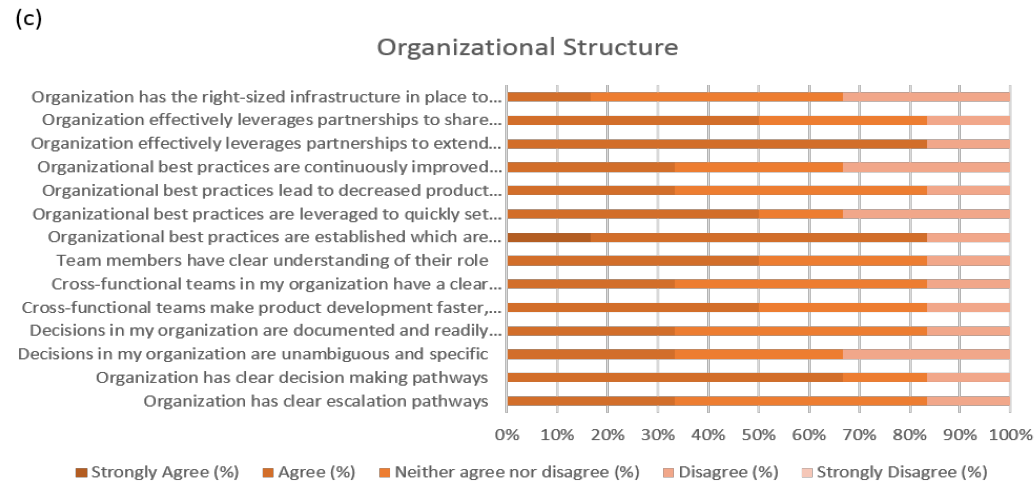 (c)
Organizational Structure
Organization has the right-sized infrastructure in place to...
Organization effectively leverages partnerships to share...
Organization effectively leverages partnerships to extend...
Organizational best practices are continuously improved...
Organizational best practices lead to decreased product...
Organizational best practices are leveraged to quickly set...
Organizational best practices are established which are...
Team members have clear understanding of their role
Cross-functional teams in my organization have a clear...
Cross-functional teams make product development faster,...
Decisions in my organization are documented and readily...
Decisions in my organization are unambiguous and specific
Organization has clear decision making pathways
Organization has clear escalation pathways
0% 10% 20% 30% 40% 50% 60% 70% 80% 90% 100%
Strongly Agree (%) Agree (%) Neither agree nor disagree (%) Disagree (%) Strongly Disagree (%)